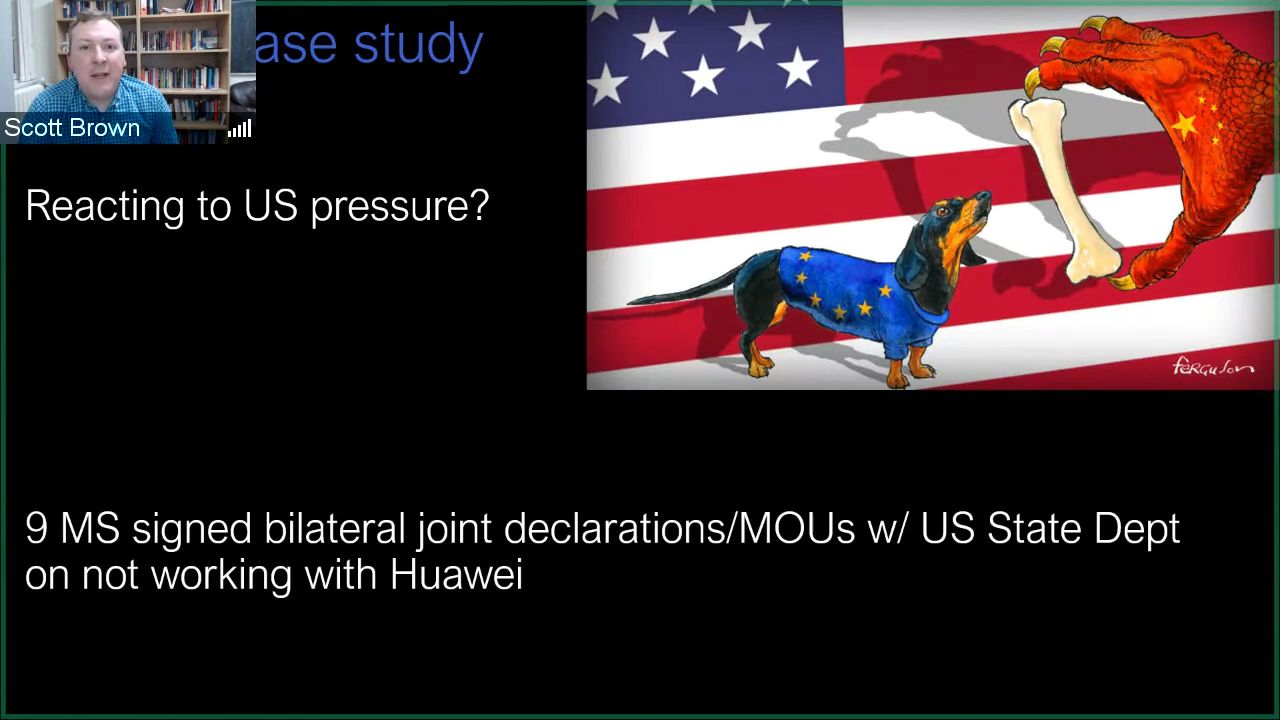 ase study
Scott Brown
Reacting to US pressure?
ferguson
9 MS signed bilateral joint declarations/MOUs w/ US State Dept
on not working with Huawei